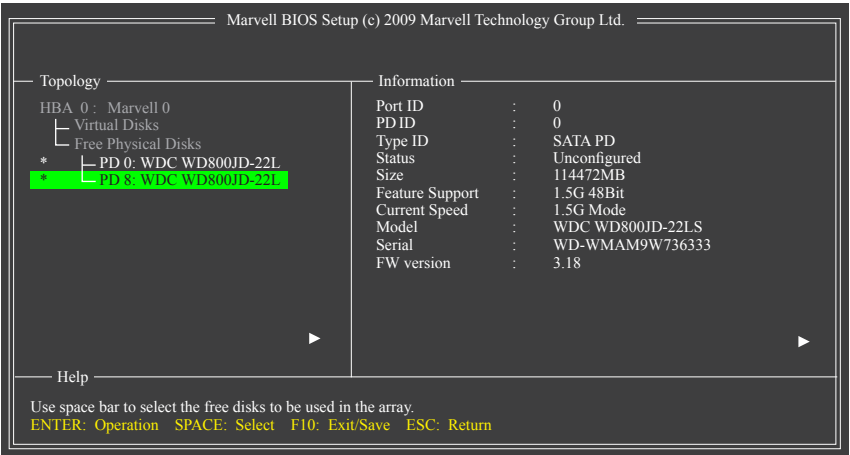 Marvell BIOS Setup (c) 2009 Marvell Technology Group Ltd.
Topology
HBA 0 : Marvell 0
Virtual Disks
Free Physical Disks
* PD 0: WDC WD800JD-22L
* PD 8: WDC WD800JD-22L
Information
Port ID : 0
PD ID : 0
Type ID : SATA PD
Status : Unconfigured
Size : 114472MB
Feature Support : 1.5G 48Bit
Current Speed : 1.5G Mode
Model : WDC WD800JD-22LS
Serial : WD-WMAM9W736333
FW version : 3.18
Help
Use space bar to select the free disks to be used in the array.
ENTER: Operation SPACE: Select F10: Exit/Save ESC: Return